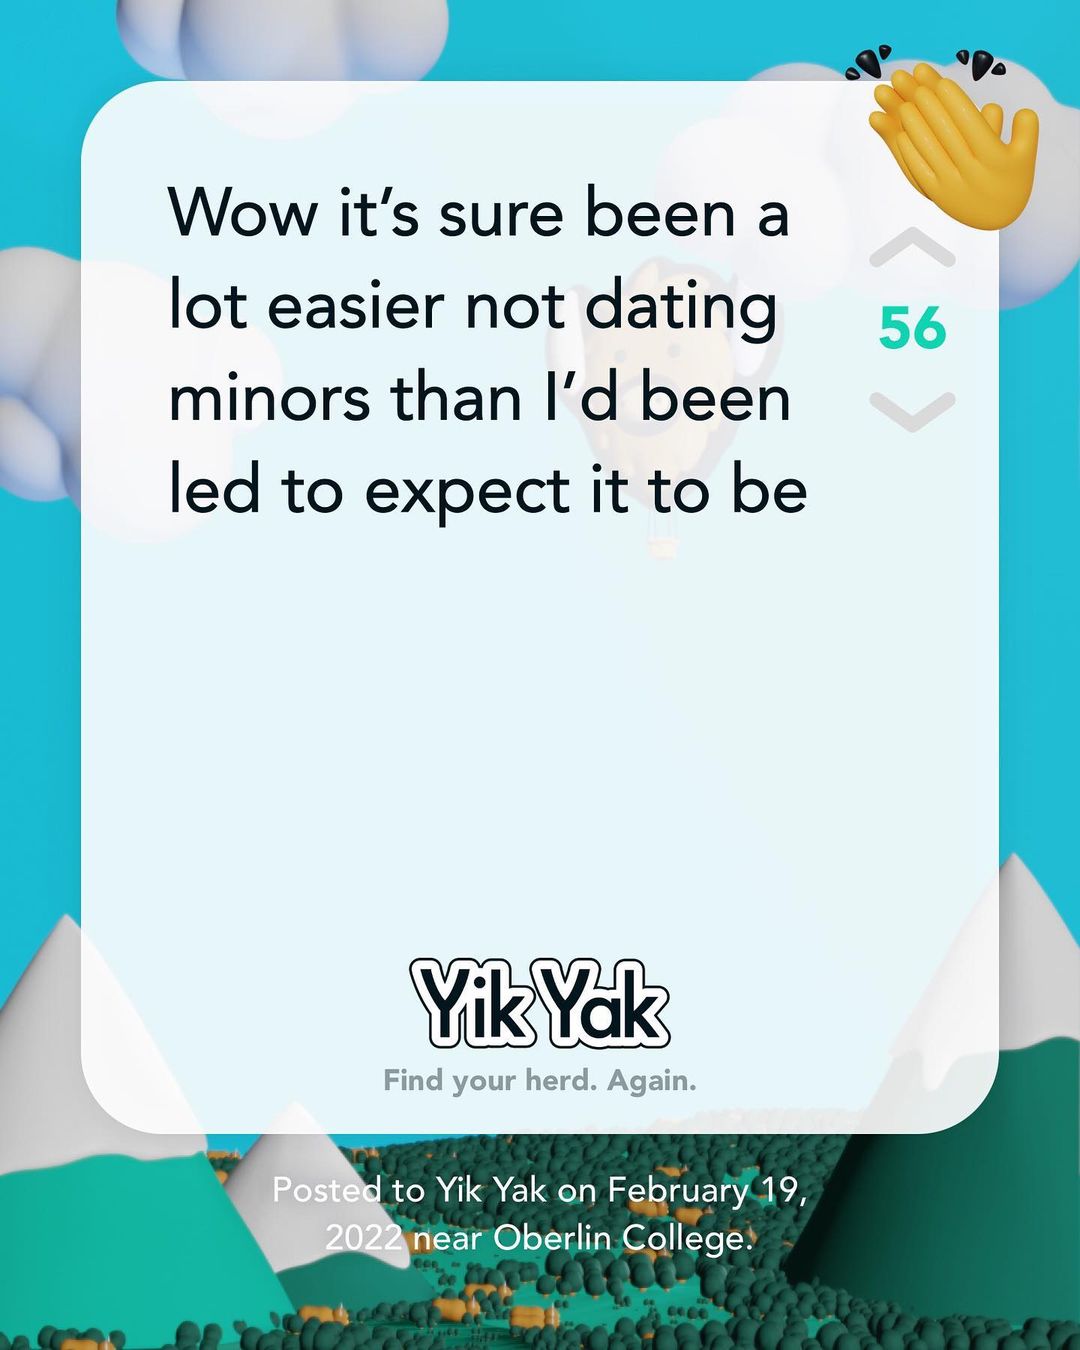 Wow it’s sure been a
lot easier not dating
minors than I’d been
led to expect it to be
56
Yik Yak
Find your herd. Again.
Posted to Yik Yak on February 19,
2022 near Oberlin College.